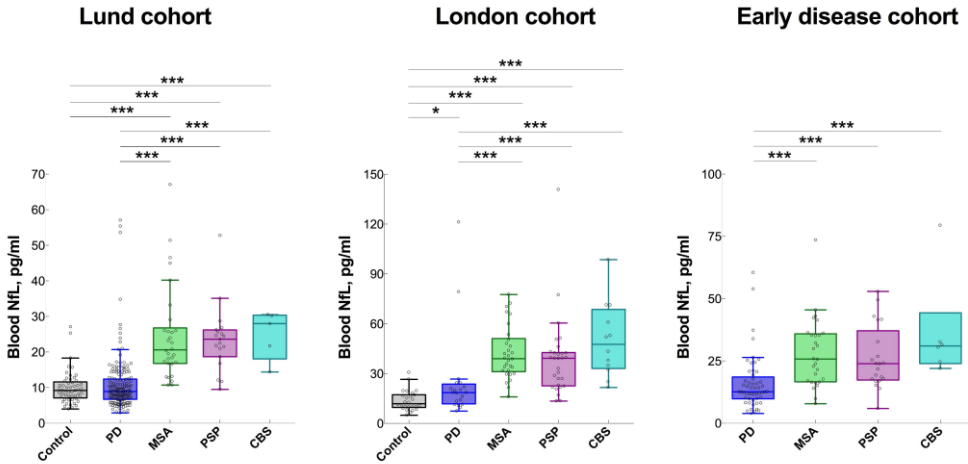 Lund cohort
London cohort
Early disease cohort
***
***
***
***
***
***
***
***
***
*
***
***
***
***
***
***
Blood NfL, pg/ml
70
60
50
40
30
20
10
0
Control
PD
MSA
PSP
CBS
Blood NfL, pg/ml
150
120
90
60
30
0
Control
PD
MSA
PSP
CBS
Blood NfL, pg/ml
100
75
50
25
0
PD
MSA
PSP
CBS